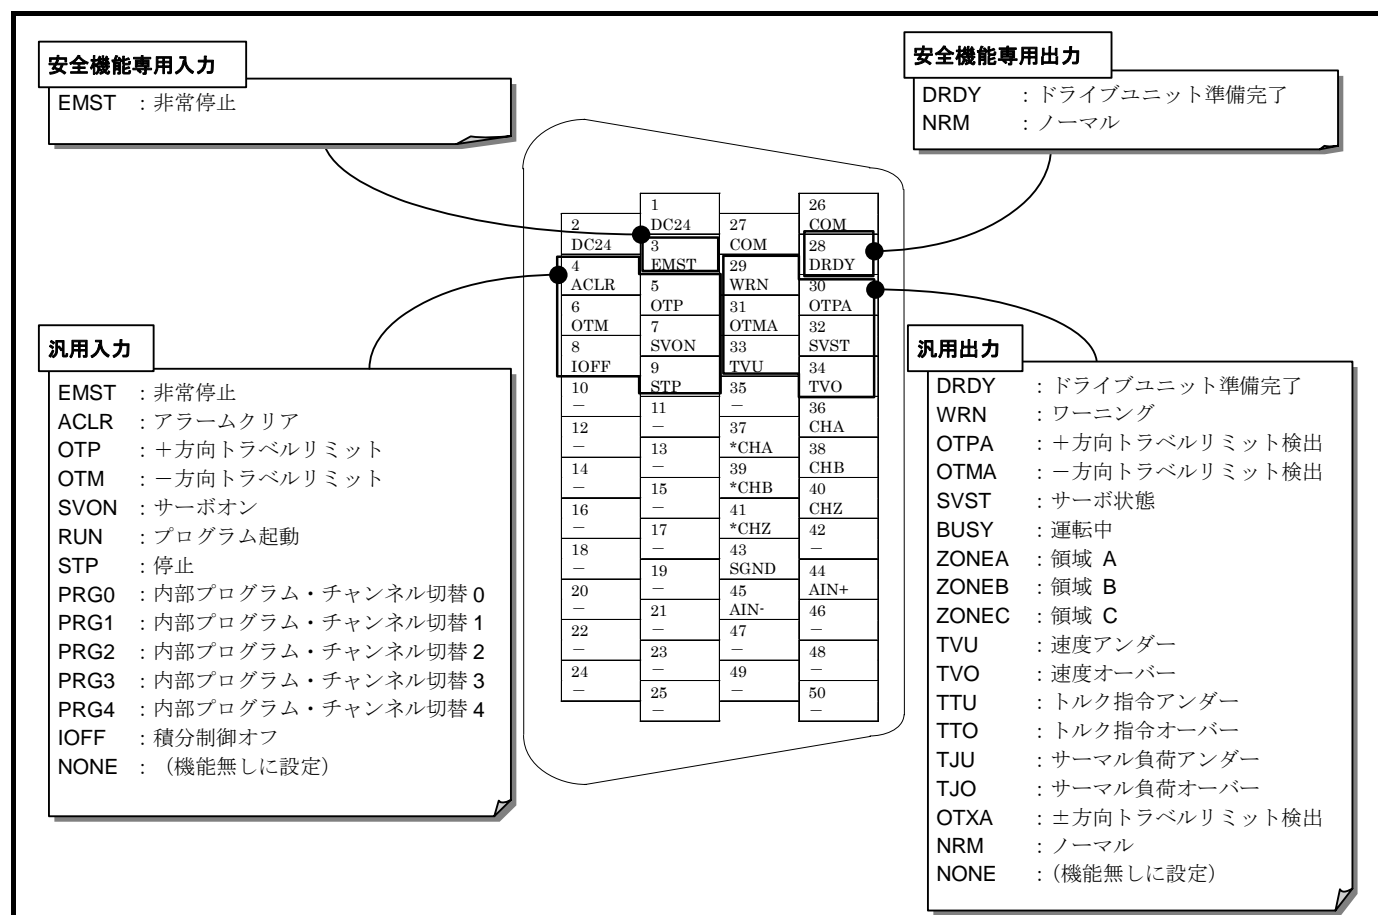 安全機能専用入力
EMST : 非常停止
安全機能専用出力
DRDY : ドライブユニット準備完了
NRM : ノーマル
汎用入力
EMST : 非常停止
ACLR : アラームクリア
OTP : +方向トラベルリミット
OTM : -方向トラベルリミット
SVON : サーボオン
RUN : プログラム起動
STP : 停止
PRG0 : 内部プログラム・チャンネル切替 0
PRG1 : 内部プログラム・チャンネル切替 1
PRG2 : 内部プログラム・チャンネル切替 2
PRG3 : 内部プログラム・チャンネル切替 3
PRG4 : 内部プログラム・チャンネル切替 4
IOFF : 積分制御オフ
NONE : (機能無しに設定)
2
DC24
4
ACLR
6
OTM
8
IOFF
10
-
12
-
14
-
16
-
18
-
20
-
22
-
24
-
1
DC24
3
EMST
5
OTP
7
SVON
9
STP
11
-
13
-
15
-
17
-
19
-
21
-
23
-
25
-
27
COM
29
WRN
31
OTMA
33
TVU
35
-
37
*CHA
39
*CHB
41
*CHZ
43
SGND
45
AIN-
47
-
49
-
26
COM
28
DRDY
30
OTPA
32
SVST
34
TVO
36
CHA
38
CHB
40
CHZ
42
-
44
AIN+
46
-
48
-
50
-
汎用出力
DRDY : ドライブユニット準備完了
WRN : ワーニング
OTPA : +方向トラベルリミット検出
OTMA : -方向トラベルリミット検出
SVST : サーボ状態
BUSY : 運転中
ZONEA : 領域 A
ZONEB : 領域 B
ZONEC : 領域 C
TVU : 速度アンダー
TVO : 速度オーバー
TTU : トルク指令アンダー
TTO : トルク指令オーバー
TJU : サーマル負荷アンダー
TJO : サーマル負荷オーバー
OTXA : ±方向トラベルリミット検出
NRM : ノーマル
NONE : (機能無しに設定)